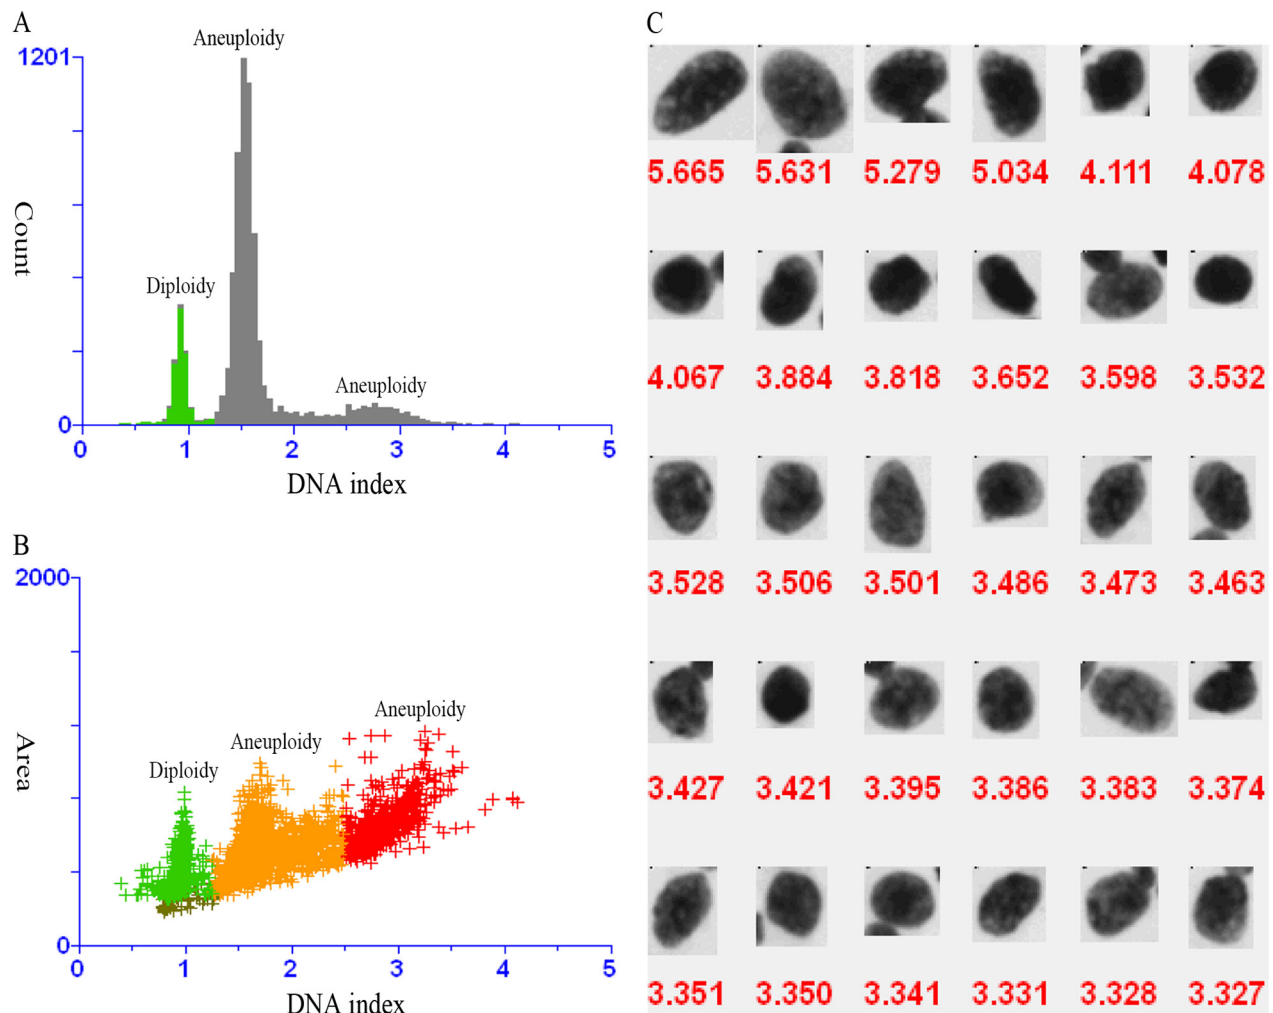 A
Aneuploidy
1201
Diploidy
Aneuploidy
Count
0
0 1 2 3 4 5
DNA index
B
2000
Aneuploidy
Aneuploidy
Diploidy
Area
0
0 1 2 3 4 5
DNA index
C
5.665 5.631 5.279 5.034 4.111 4.078
4.067 3.884 3.818 3.652 3.598 3.532
3.528 3.506 3.501 3.486 3.473 3.463
3.427 3.421 3.395 3.386 3.383 3.374
3.351 3.350 3.341 3.331 3.328 3.327